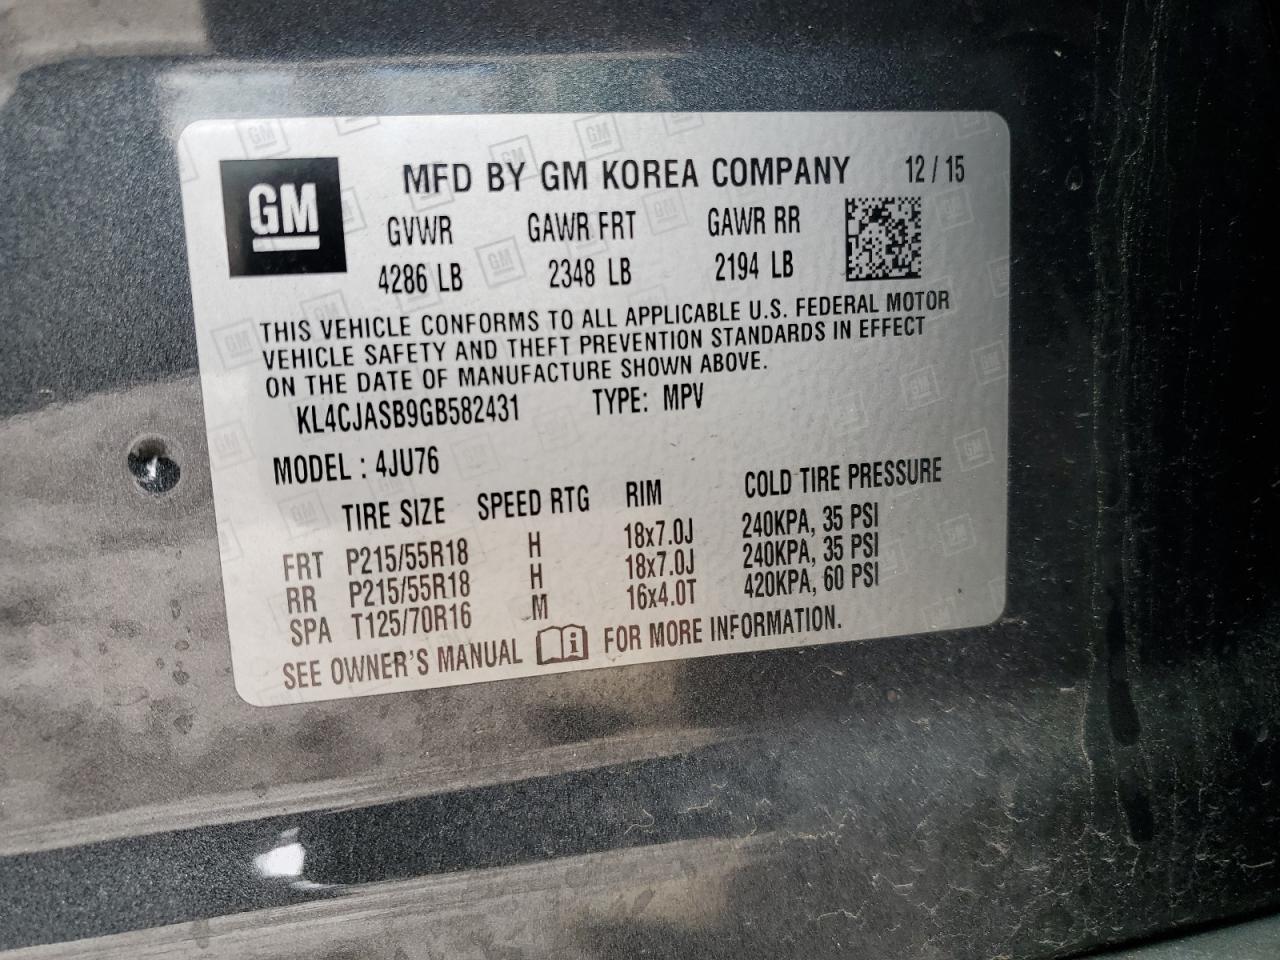 GM
MFD BY GM KOREA COMPANY 12 / 15
GVWR GAWR FRT GAWR RR
4286 LB 2348 LB 2194 LB
THIS VEHICLE CONFORMS TO ALL APPLICABLE U.S. FEDERAL MOTOR
VEHICLE SAFETY AND THEFT PREVENTION STANDARDS IN EFFECT
ON THE DATE OF MANUFACTURE SHOWN ABOVE.
KL4CJASB9GB582431 TYPE: MPV
MODEL : 4JU76
TIRE SIZE SPEED RTG RIM COLD TIRE PRESSURE
FRT P215/55R18 H 18x7.0J 240KPA, 35 PSI
RR P215/55R18 H 18x7.0J 240KPA, 35 PSI
SPA T125/70R16 M 16x4.0T 420KPA, 60 PSI
SEE OWNER'S MANUAL i FOR MORE INFORMATION.